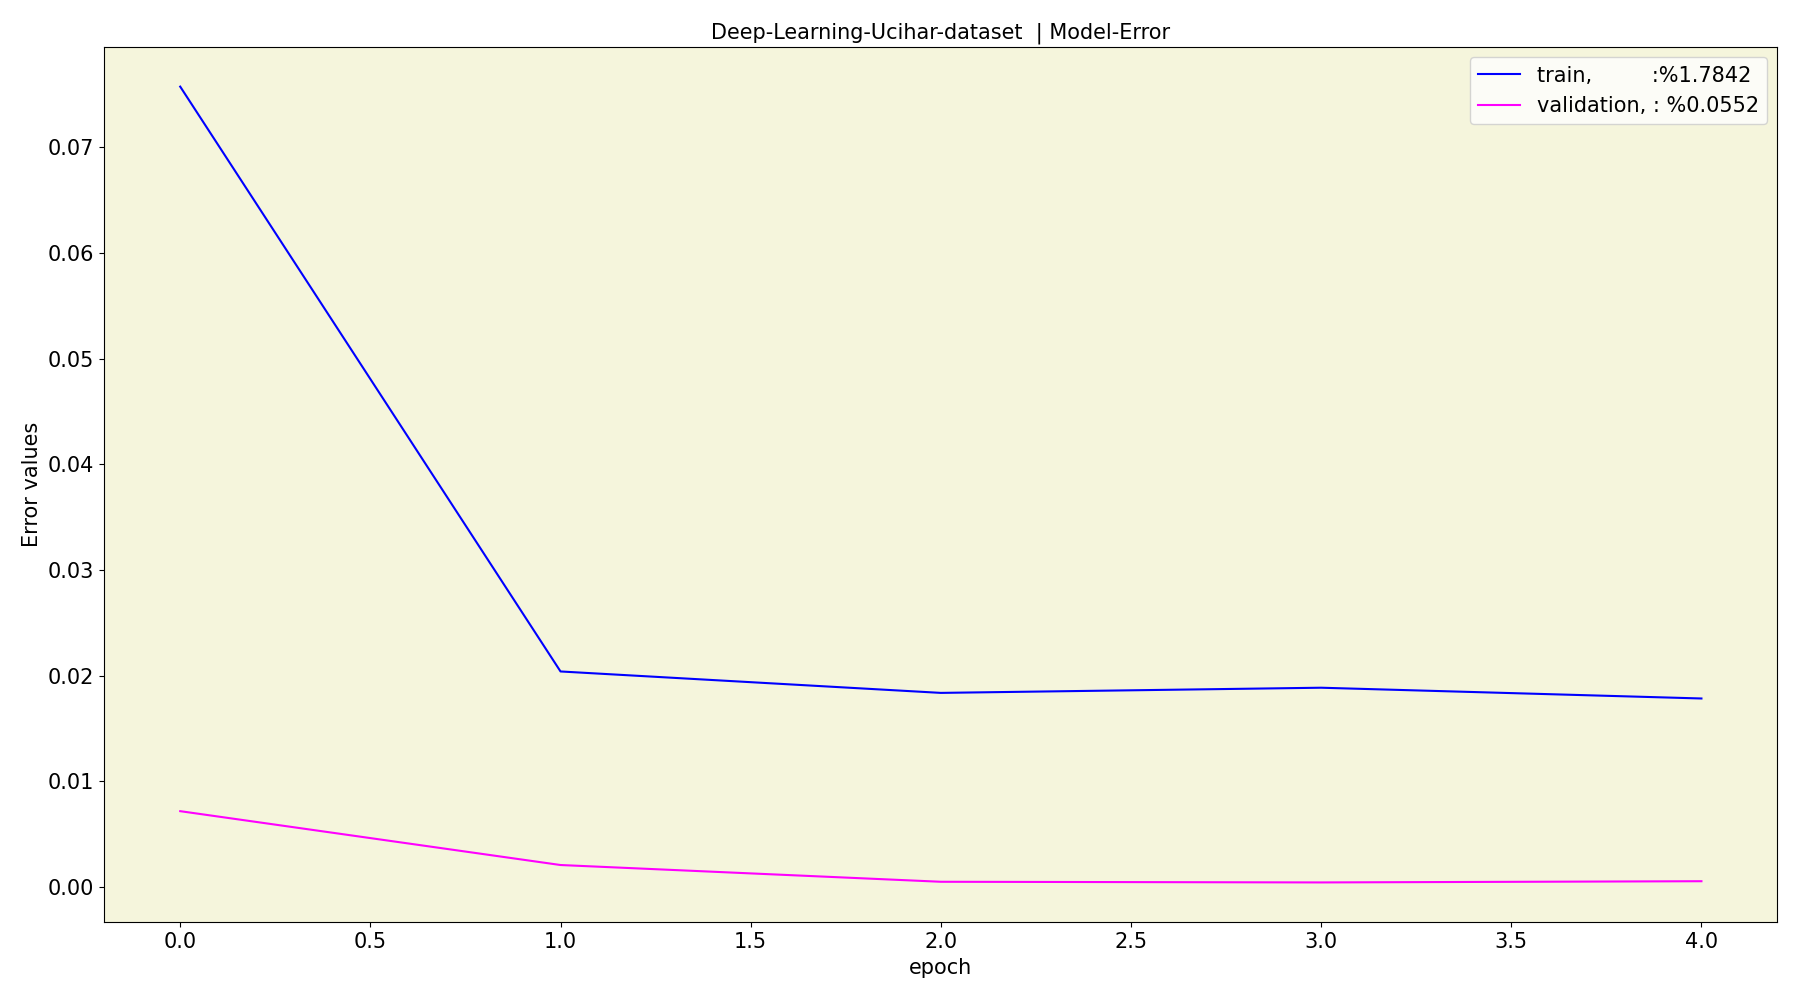 Deep-Learning-Ucihar-dataset | Model-Error
train, :%1.7842
validation, : %0.0552
Error values
0.07
0.06
0.05
0.04
0.03
0.02
0.01
0.00
0.0 0.5 1.0 1.5 2.0 2.5 3.0 3.5 4.0
epoch